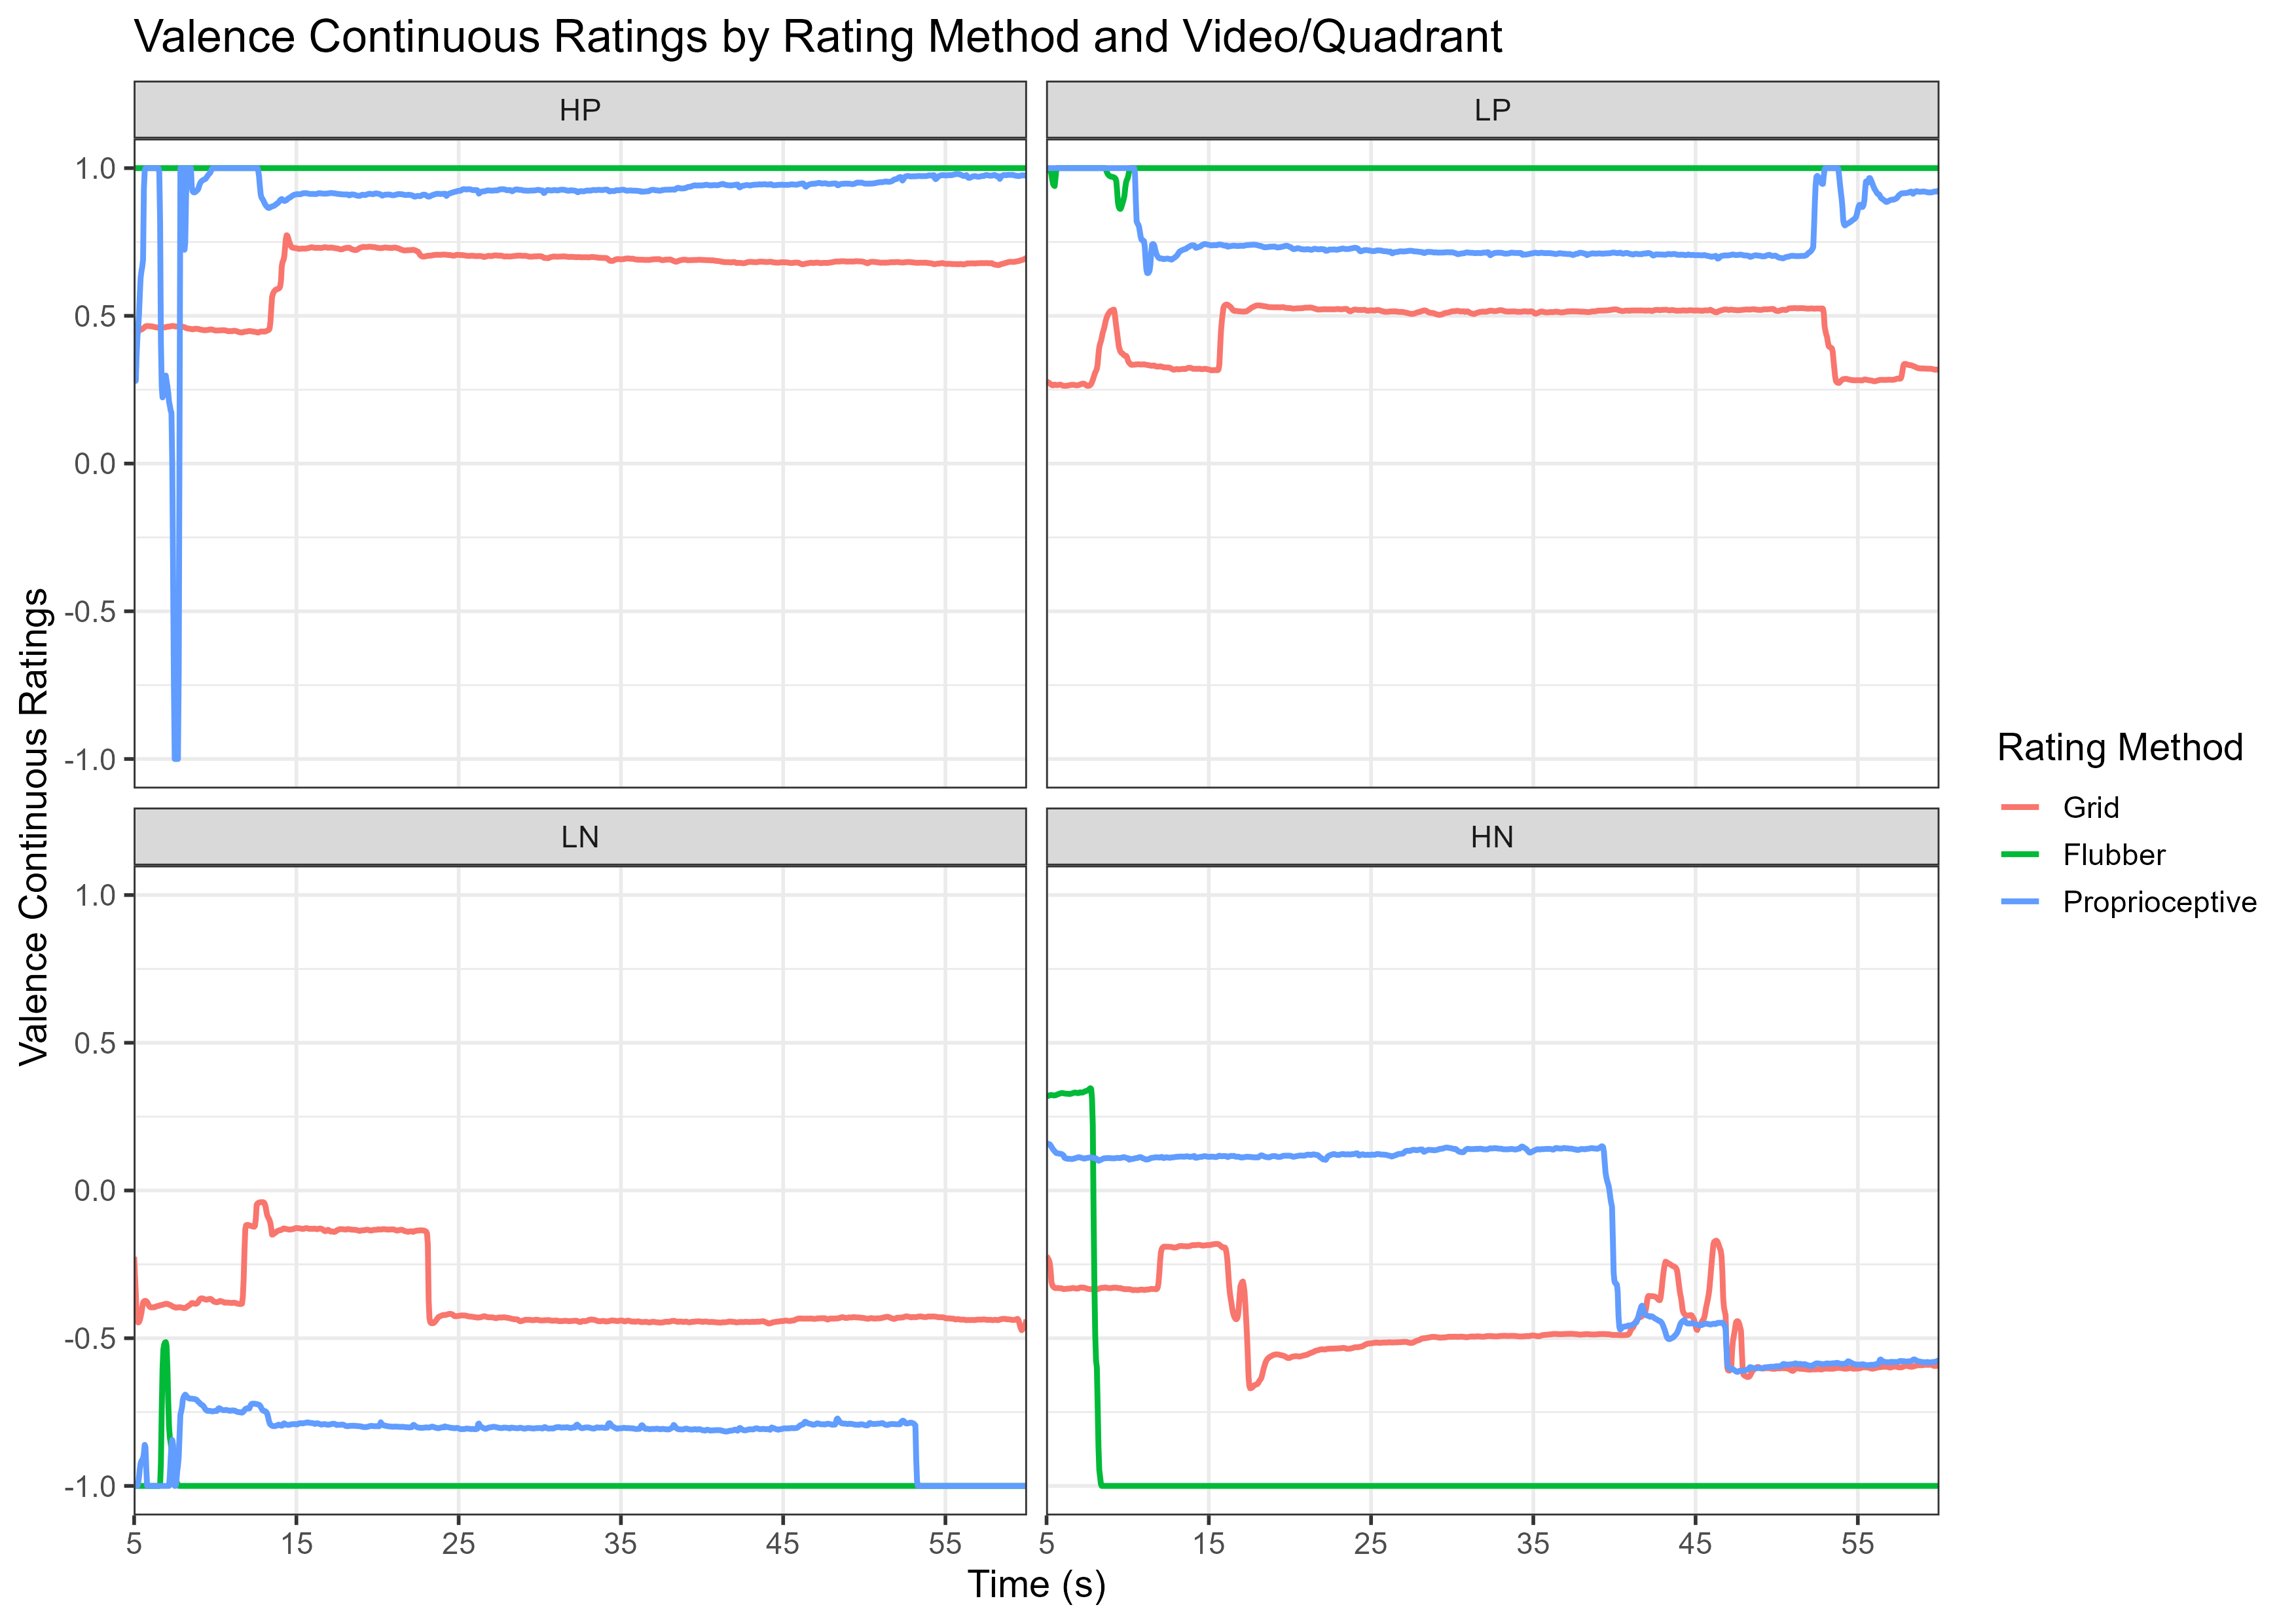 Valence Continuous Ratings by Rating Method and Video/Quadrant
HP
LP
1.0
0.5
0.0
-0.5
-1.0
LN
HN
1.0
0.5
0.0
-0.5
-1.0
5 15 25 35 45 55
5 15 25 35 45 55
Time (s)
Valence Continuous Ratings
Rating Method
Grid
Flubber
Proprioceptive